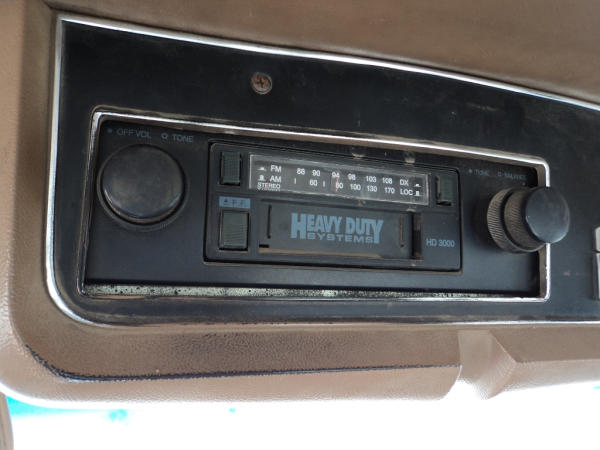 OFF VOL TONE
FM 88 90 94 98 103 108 DX
AM 60 80 100 130 170 LOC
STEREO
F.F.
HEAVY DUTY
SYSTEMS
HD 3000
TUNE BALANCE